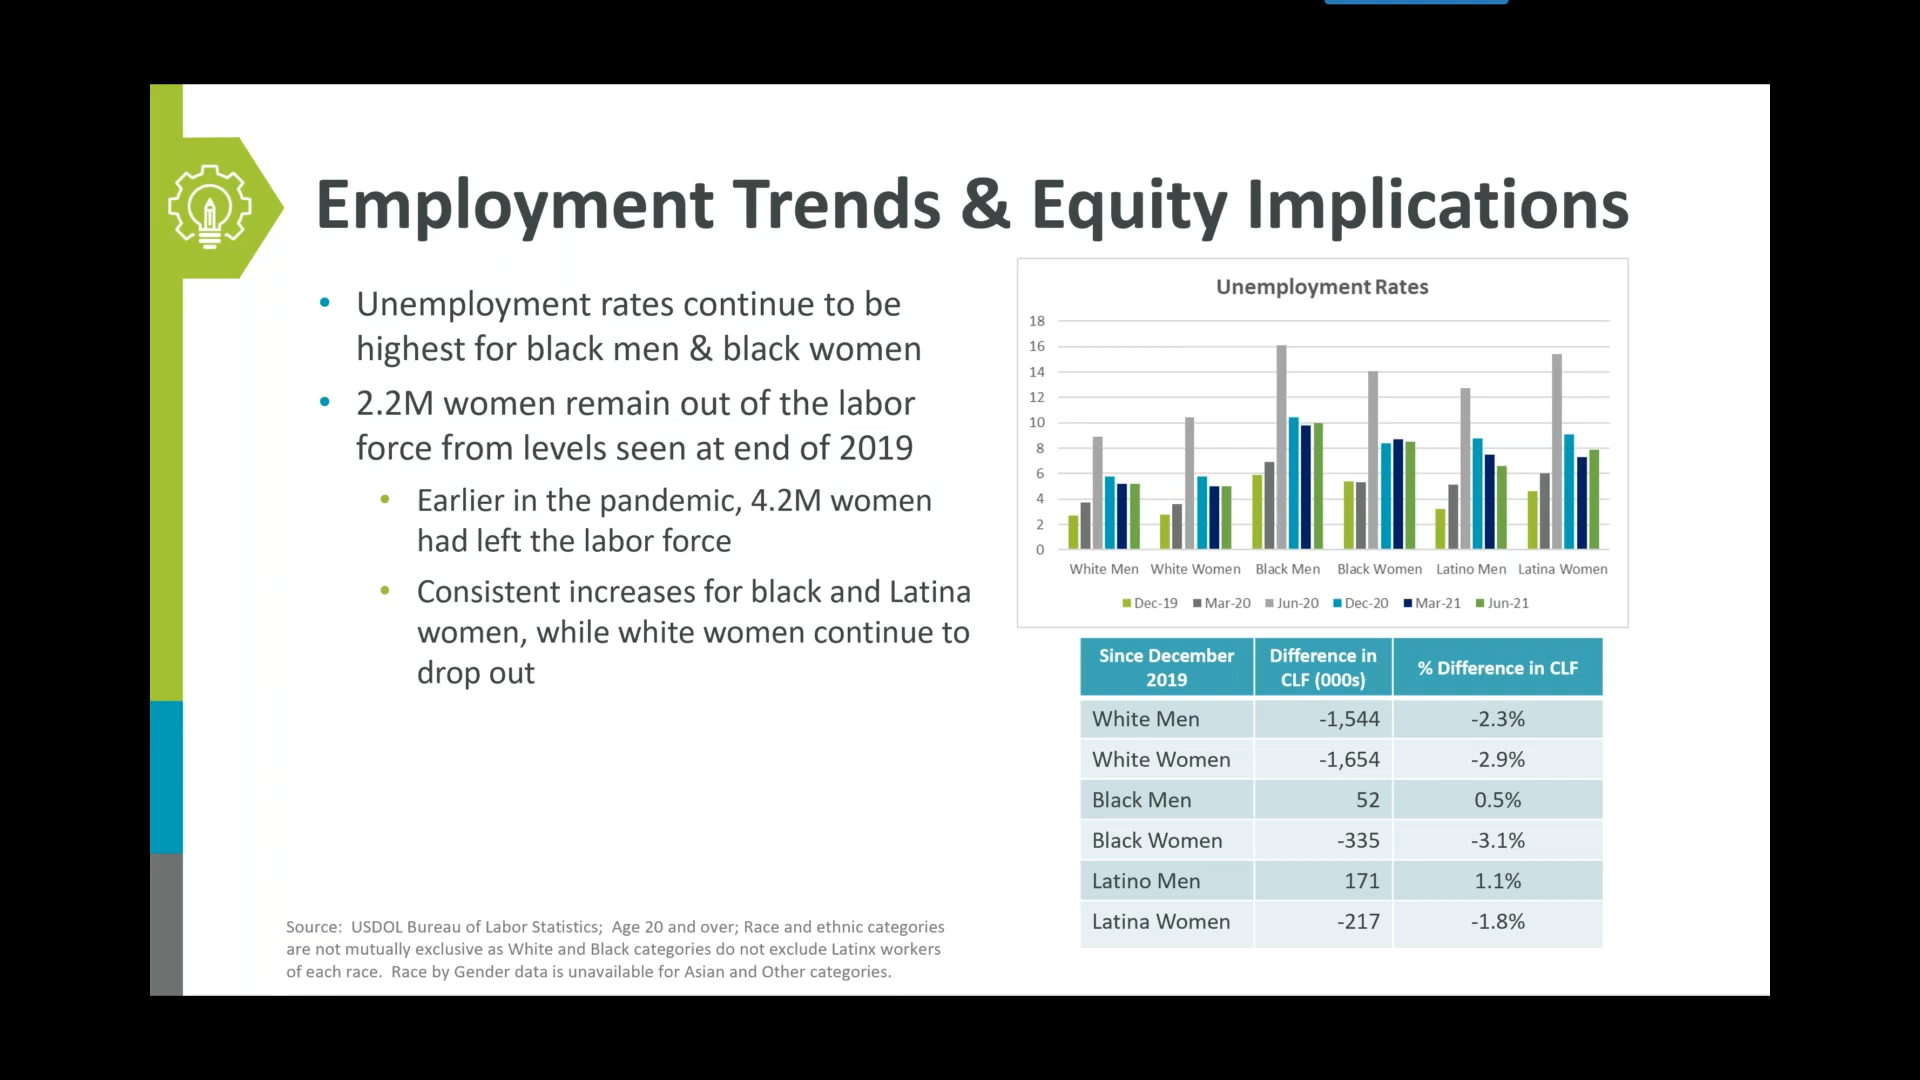 Employment Trends & Equity Implications
• Unemployment rates continue to be
highest for black men & black women
• 2.2M women remain out of the labor
force from levels seen at end of 2019
• Earlier in the pandemic, 4.2M women
had left the labor force
• Consistent increases for black and Latina
women, while white women continue to
drop out
Source: USDOL Bureau of Labor Statistics; Age 20 and over; Race and ethnic categories
are not mutually exclusive as White and Black categories do not exclude Latinx workers
of each race. Race by Gender data is unavailable for Asian and Other categories.
Unemployment Rates
18
16
14
12
10
8
6
4
2
0
White Men White Women Black Men Black Women Latino Men Latina Women
Dec-19 Mar-20 Jun-20 Dec-20 Mar-21 Jun-21
Since December 2019 Difference in CLF (000s) % Difference in CLF
White Men -1,544 -2.3%
White Women -1,654 -2.9%
Black Men 52 0.5%
Black Women -335 -3.1%
Latino Men 171 1.1%
Latina Women -217 -1.8%